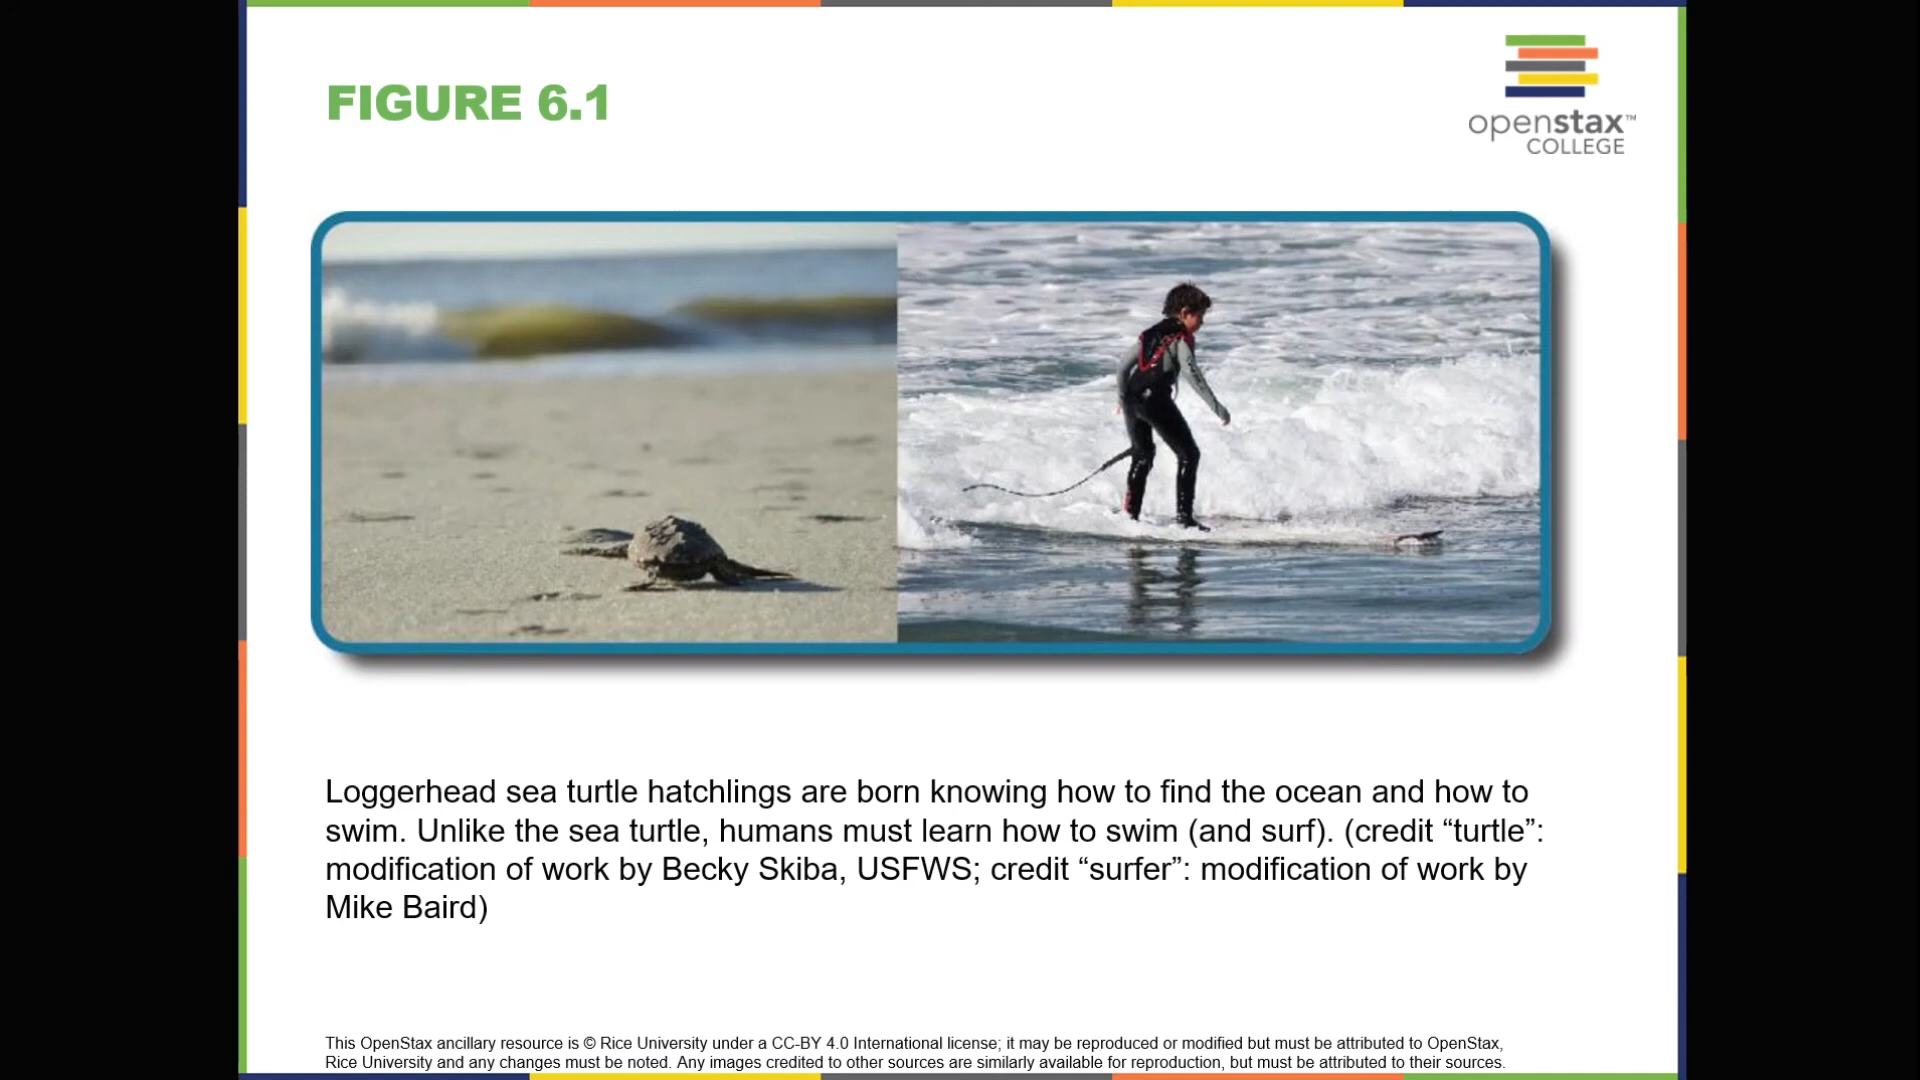 FIGURE 6.1
openstax™
COLLEGE
Loggerhead sea turtle hatchlings are born knowing how to find the ocean and how to
swim. Unlike the sea turtle, humans must learn how to swim (and surf). (credit “turtle”:
modification of work by Becky Skiba, USFWS; credit “surfer”: modification of work by
Mike Baird)
This OpenStax ancillary resource is © Rice University under a CC-BY 4.0 International license; it may be reproduced or modified but must be attributed to OpenStax,
Rice University and any changes must be noted. Any images credited to other sources are similarly available for reproduction, but must be attributed to their sources.